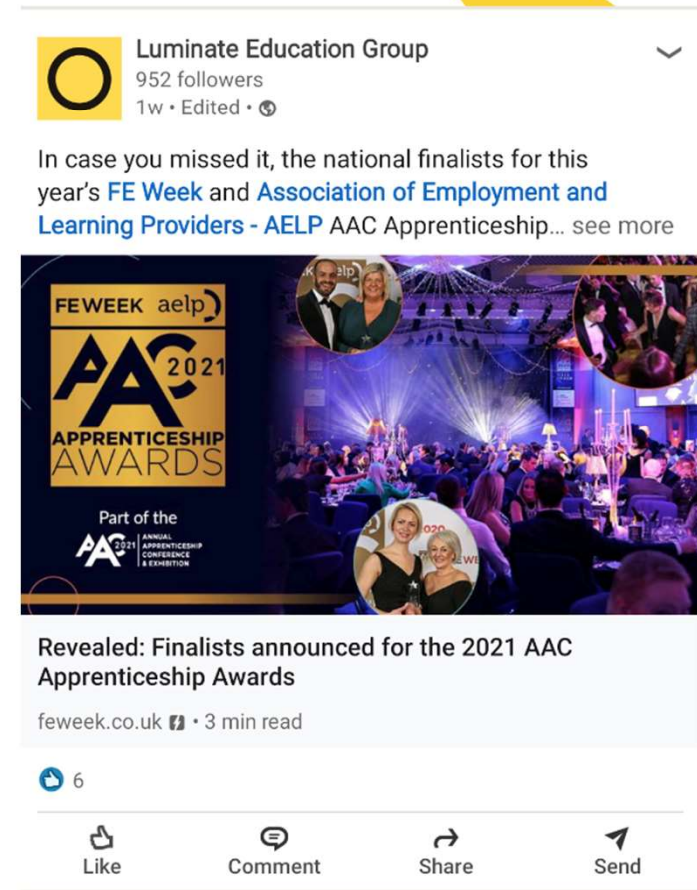 Luminate Education Group
952 followers
1w • Edited •
In case you missed it, the national finalists for this
year's FE Week and Association of Employment and
Learning Providers - AELP AAC Apprenticeship... see more
FE WEEK aelp
AAC 2021
APPRENTICESHIP
AWARDS
Part of the
AAC 2021 ANNUAL
APPRENTICESHIP
CONFERENCE
& EXHIBITION
Revealed: Finalists announced for the 2021 AAC
Apprenticeship Awards
feweek.co.uk • 3 min read
6
Like Comment Share Send